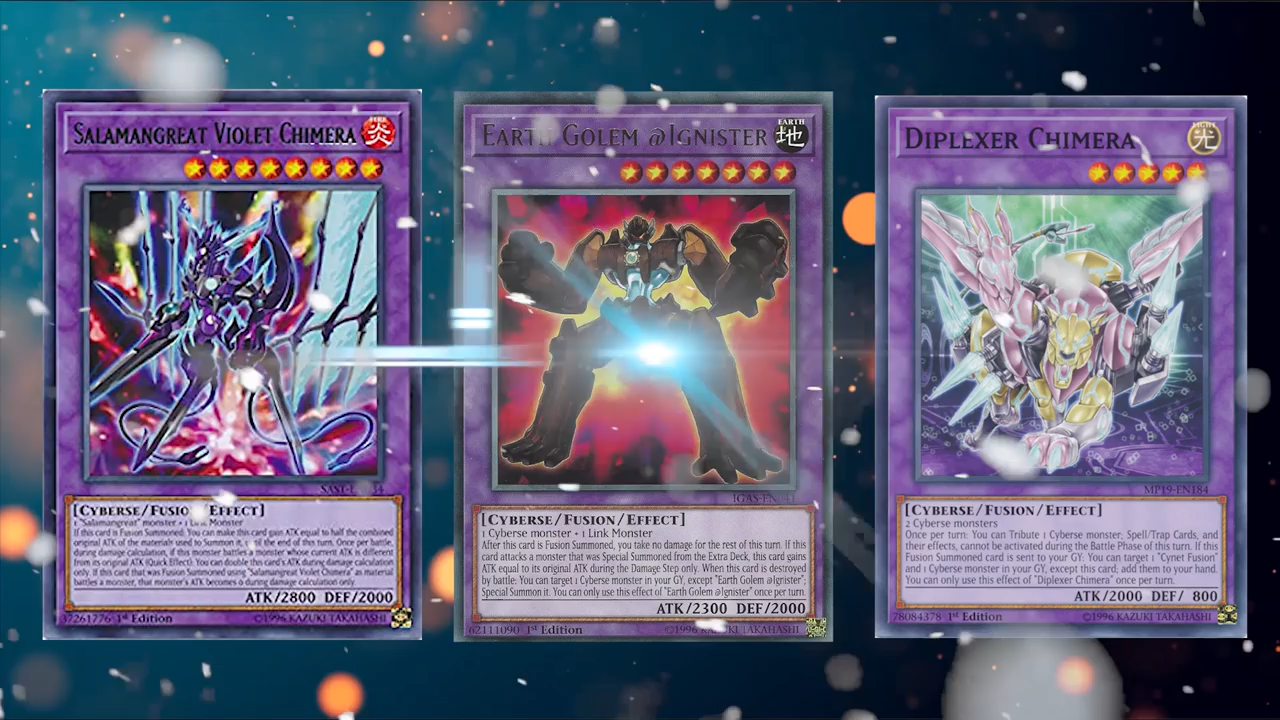 SALAMANGREAT VIOLET CHIMERA
FIRE
炎
[CYBERSE/FUSION/EFFECT]
1 "Salamangreat" monster + 1 Link Monster
If this card is Fusion Summoned: You can make this card gain ATK equal to half the combined
original ATK of the materials used to Summon it, until the end of this turn. Once per battle,
during damage calculation, if this monster battles a monster whose current ATK is different
from its original ATK (Quick Effect): You can double this card's ATK during damage calculation
only. If this card that was Fusion Summoned using "Salamangreat Violet Chimera" as material
battles a monster, that monster's ATK becomes 0 during damage calculation only.
ATK/2800 DEF/2000
37261776 1st Edition
©1996 KAZUKI TAKAHASHI
EARTH GOLEM @IGNISTER
EARTH
地
IGAS-EN
[CYBERSE/FUSION/EFFECT]
1 Cyberse monster + 1 Link Monster
After this card is Fusion Summoned, you take no damage for the rest of this turn. If this
card attacks a monster that was Special Summoned from the Extra Deck, this card gains
ATK equal to its original ATK during the Damage Step only. When this card is destroyed
by battle: You can target 1 Cyberse monster in your GY, except "Earth Golem @Ignister";
Special Summon it. You can only use this effect of "Earth Golem @Ignister" once per turn.
ATK/2300 DEF/2000
62111090 1st Edition
©1996 KAZUKI TAKAHASHI
DIPLEXER CHIMERA
LIGHT
光
MP19-EN184
[CYBERSE/FUSION/EFFECT]
2 Cyberse monsters
Once per turn: You can Tribute 1 Cyberse monster; Spell/Trap Cards, and
their effects, cannot be activated during the Battle Phase of this turn. If this
Fusion Summoned card is sent to your GY: You can target 1 "Cynet Fusion"
and 1 Cyberse monster in your GY, except this card; add them to your hand.
You can only use this effect of "Diplexer Chimera" once per turn.
ATK/2000 DEF/ 800
78084378 1st Edition
©1996 KAZUKI TAKAHASHI